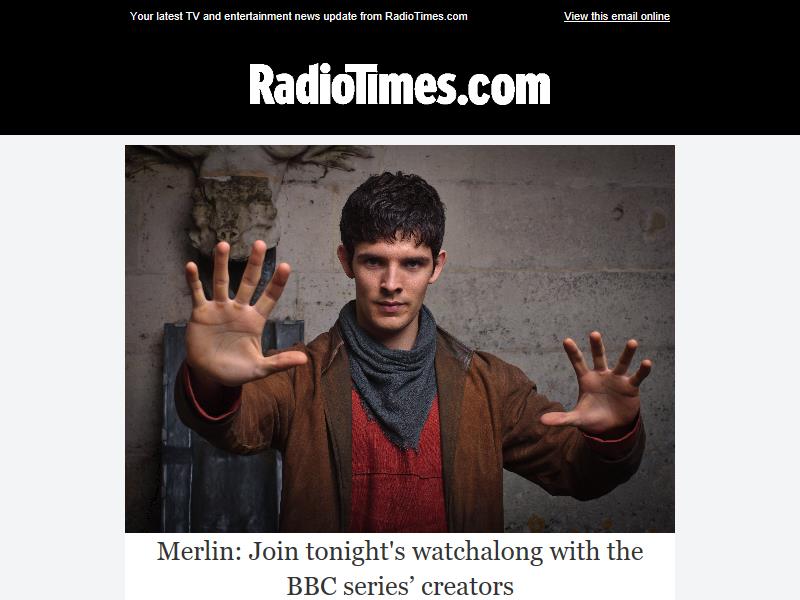 Your latest TV and entertainment news update from RadioTimes.com
View this email online
RadioTimes.com
Merlin: Join tonight's watchalong with the
BBC series’ creators